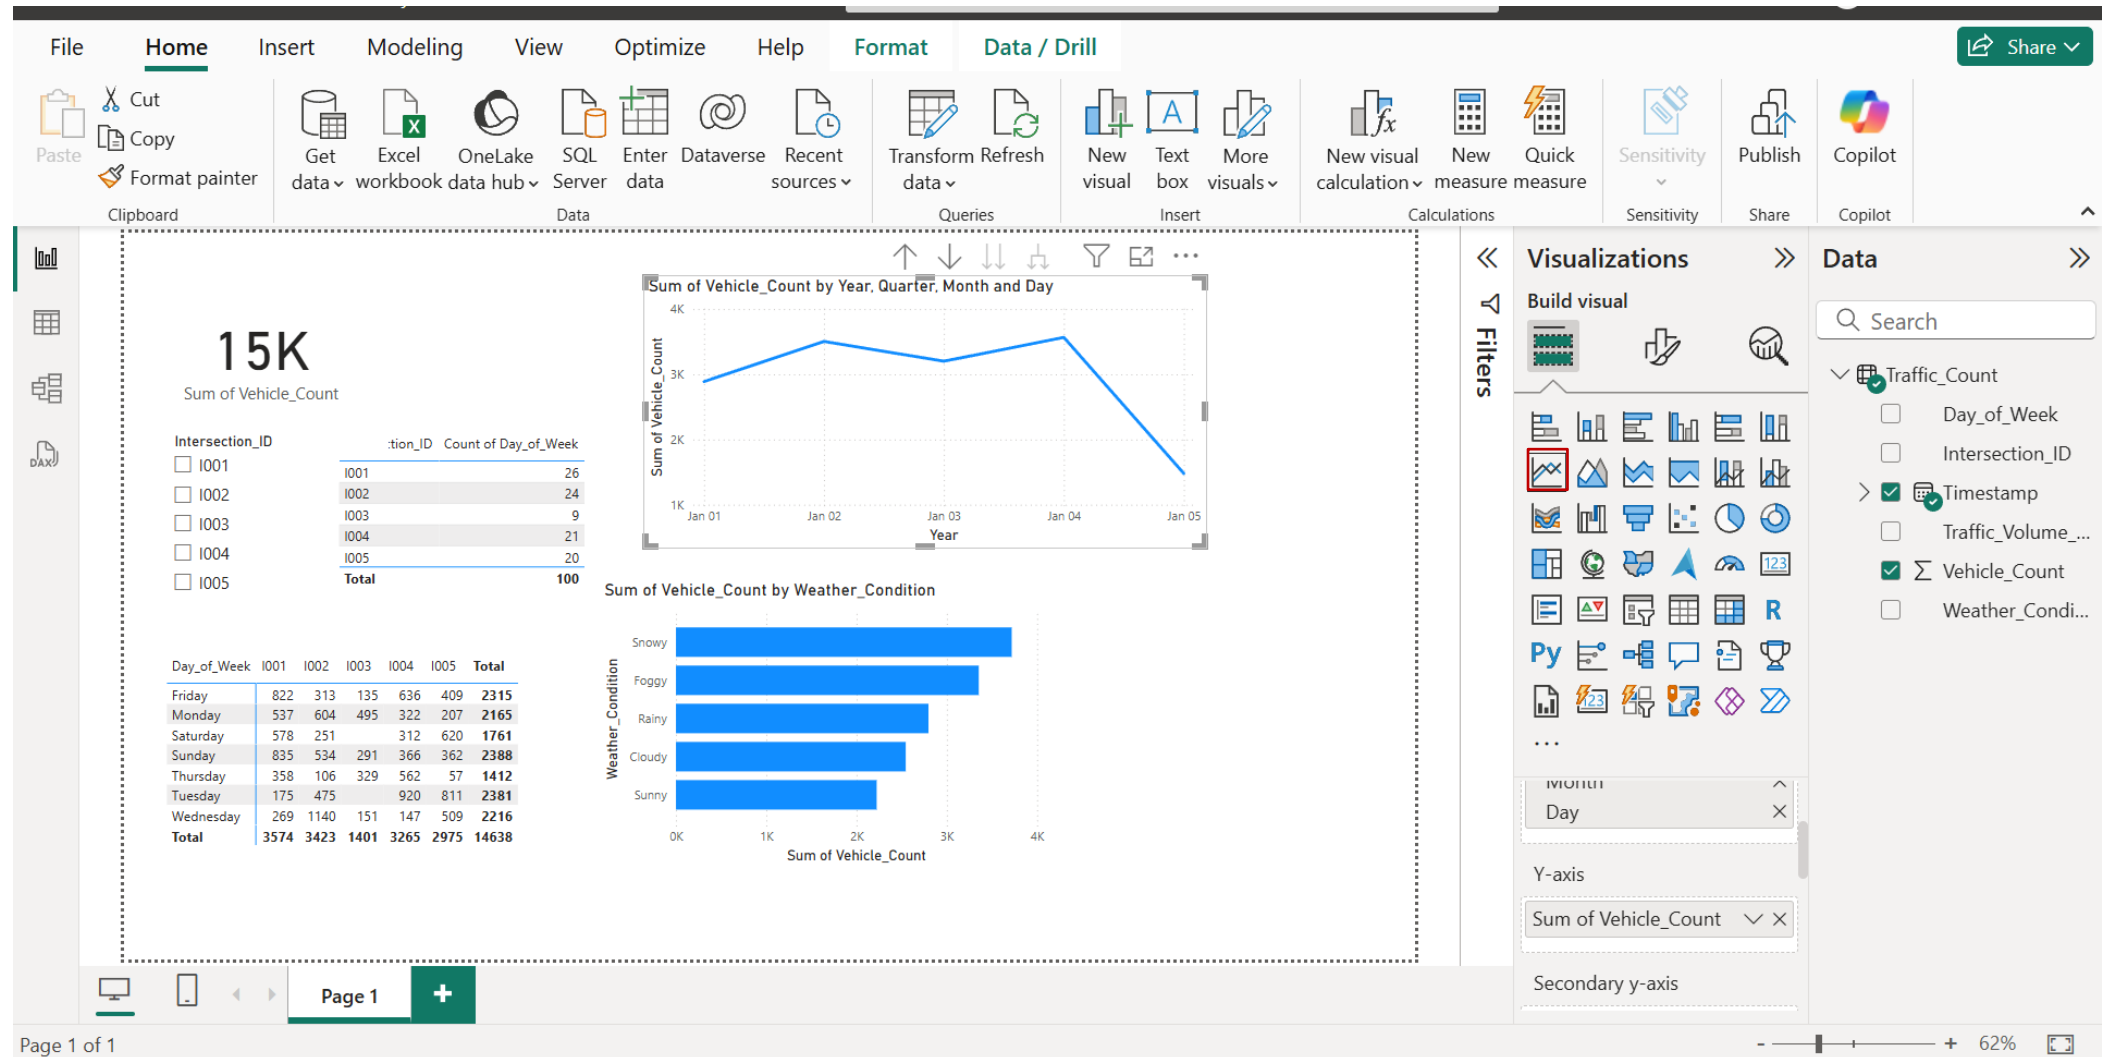 File Home Insert Modeling View Optimize Help Format Data / Drill Share
Paste
Cut
Copy
Format painter
Clipboard
Get data
Excel workbook
OneLake data hub
SQL Server
Enter data
Dataverse
Recent sources
Data
Transform data
Refresh
Queries
New visual
Text box
More visuals
Insert
New visual calculation
New measure
Quick measure
Calculations
Sensitivity
Sensitivity
Publish
Share
Copilot
Copilot
15K
Sum of Vehicle_Count
Intersection_ID
I001
I002
I003
I004
I005
:tion_ID Count of Day_of_Week
I001 26
I002 24
I003 9
I004 21
I005 20
Total 100
Sum of Vehicle_Count by Year, Quarter, Month and Day
Sum of Vehicle_Count
4K
3K
2K
1K
Jan 01 Jan 02 Jan 03 Jan 04 Jan 05
Year
Sum of Vehicle_Count by Weather_Condition
Weather_Condition
Snowy
Foggy
Rainy
Cloudy
Sunny
0K 1K 2K 3K 4K
Sum of Vehicle_Count
Day_of_Week I001 I002 I003 I004 I005 Total
Friday 822 313 135 636 409 2315
Monday 537 604 495 322 207 2165
Saturday 578 251 312 620 1761
Sunday 835 534 291 366 362 2388
Thursday 358 106 329 562 57 1412
Tuesday 175 475 920 811 2381
Wednesday 269 1140 151 147 509 2216
Total 3574 3423 1401 3265 2975 14638
Filters
Visualizations
Build visual
123
R
Py
123
...
Month
Day
Y-axis
Sum of Vehicle_Count
Secondary y-axis
Data
Search
Traffic_Count
Day_of_Week
Intersection_ID
Timestamp
Traffic_Volume_...
Vehicle_Count
Weather_Condi...
DAX
Page 1
+
Page 1 of 1
- + 62%